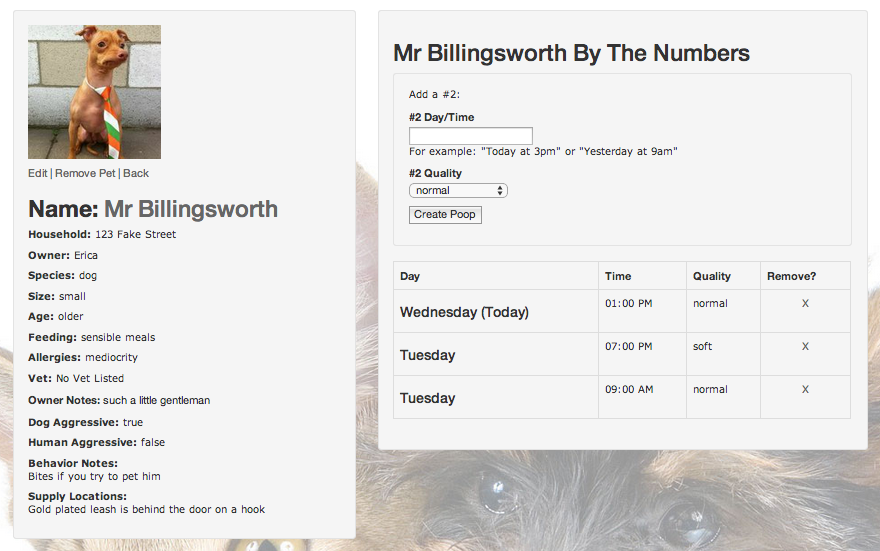 Edit | Remove Pet | Back
Name: Mr Billingsworth
Household: 123 Fake Street
Owner: Erica
Species: dog
Size: small
Age: older
Feeding: sensible meals
Allergies: mediocrity
Vet: No Vet Listed
Owner Notes: such a little gentleman
Dog Aggressive: true
Human Aggressive: false
Behavior Notes:
Bites if you try to pet him
Supply Locations:
Gold plated leash is behind the door on a hook
Mr Billingsworth By The Numbers
Add a #2:
#2 Day/Time
For example: "Today at 3pm" or "Yesterday at 9am"
#2 Quality
normal
Create Poop
Day Time Quality Remove?
Wednesday (Today) 01:00 PM normal X
Tuesday 07:00 PM soft X
Tuesday 09:00 AM normal X